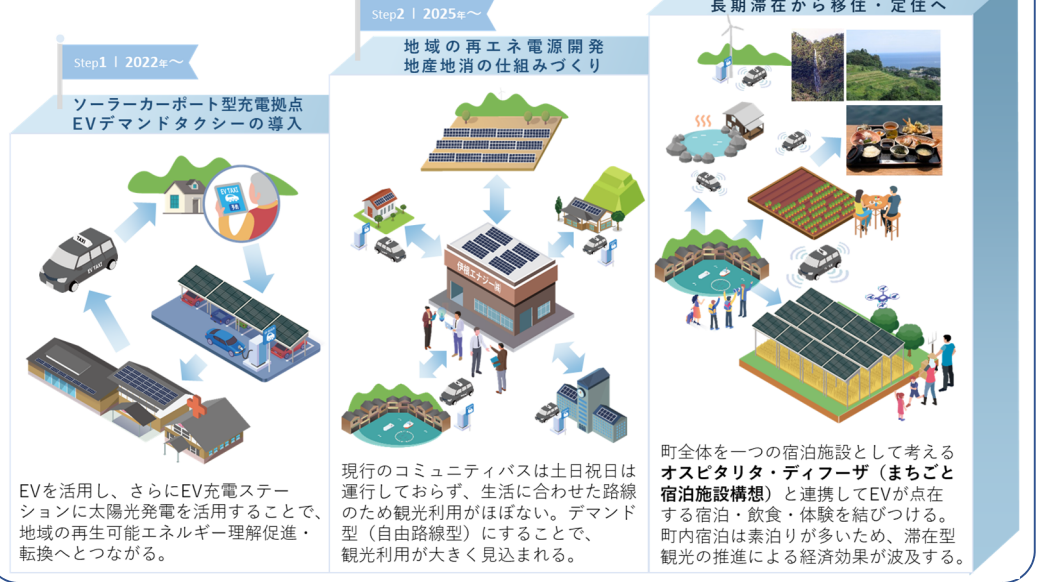 Step1 | 2022年～
ソーラーカーポート型充電拠点
EVデマンドタクシーの導入
EV TAXI
TAXI
EV TAXI
EVを活用し、さらにEV充電ステー
ションに太陽光発電を活用することで、
地域の再生可能エネルギー理解促進・
転換へとつながる。
Step2 | 2025年～
地域の再エネ電源開発
地産地消の仕組みづくり
伊根エナジー㈱
現行のコミュニティバスは土日祝日は
運行しておらず、生活に合わせた路線
のため観光利用がほぼない。デマンド
型（自由路線型）にすることで、
観光利用が大きく見込まれる。
長期滞在から移住・定住へ
町全体を一つの宿泊施設として考える
オスピタリタ・ディフーザ（まちごと
宿泊施設構想）と連携してEVが点在
する宿泊・飲食・体験を結びつける。
町内宿泊は素泊りが多いため、滞在型
観光の推進による経済効果が波及する。